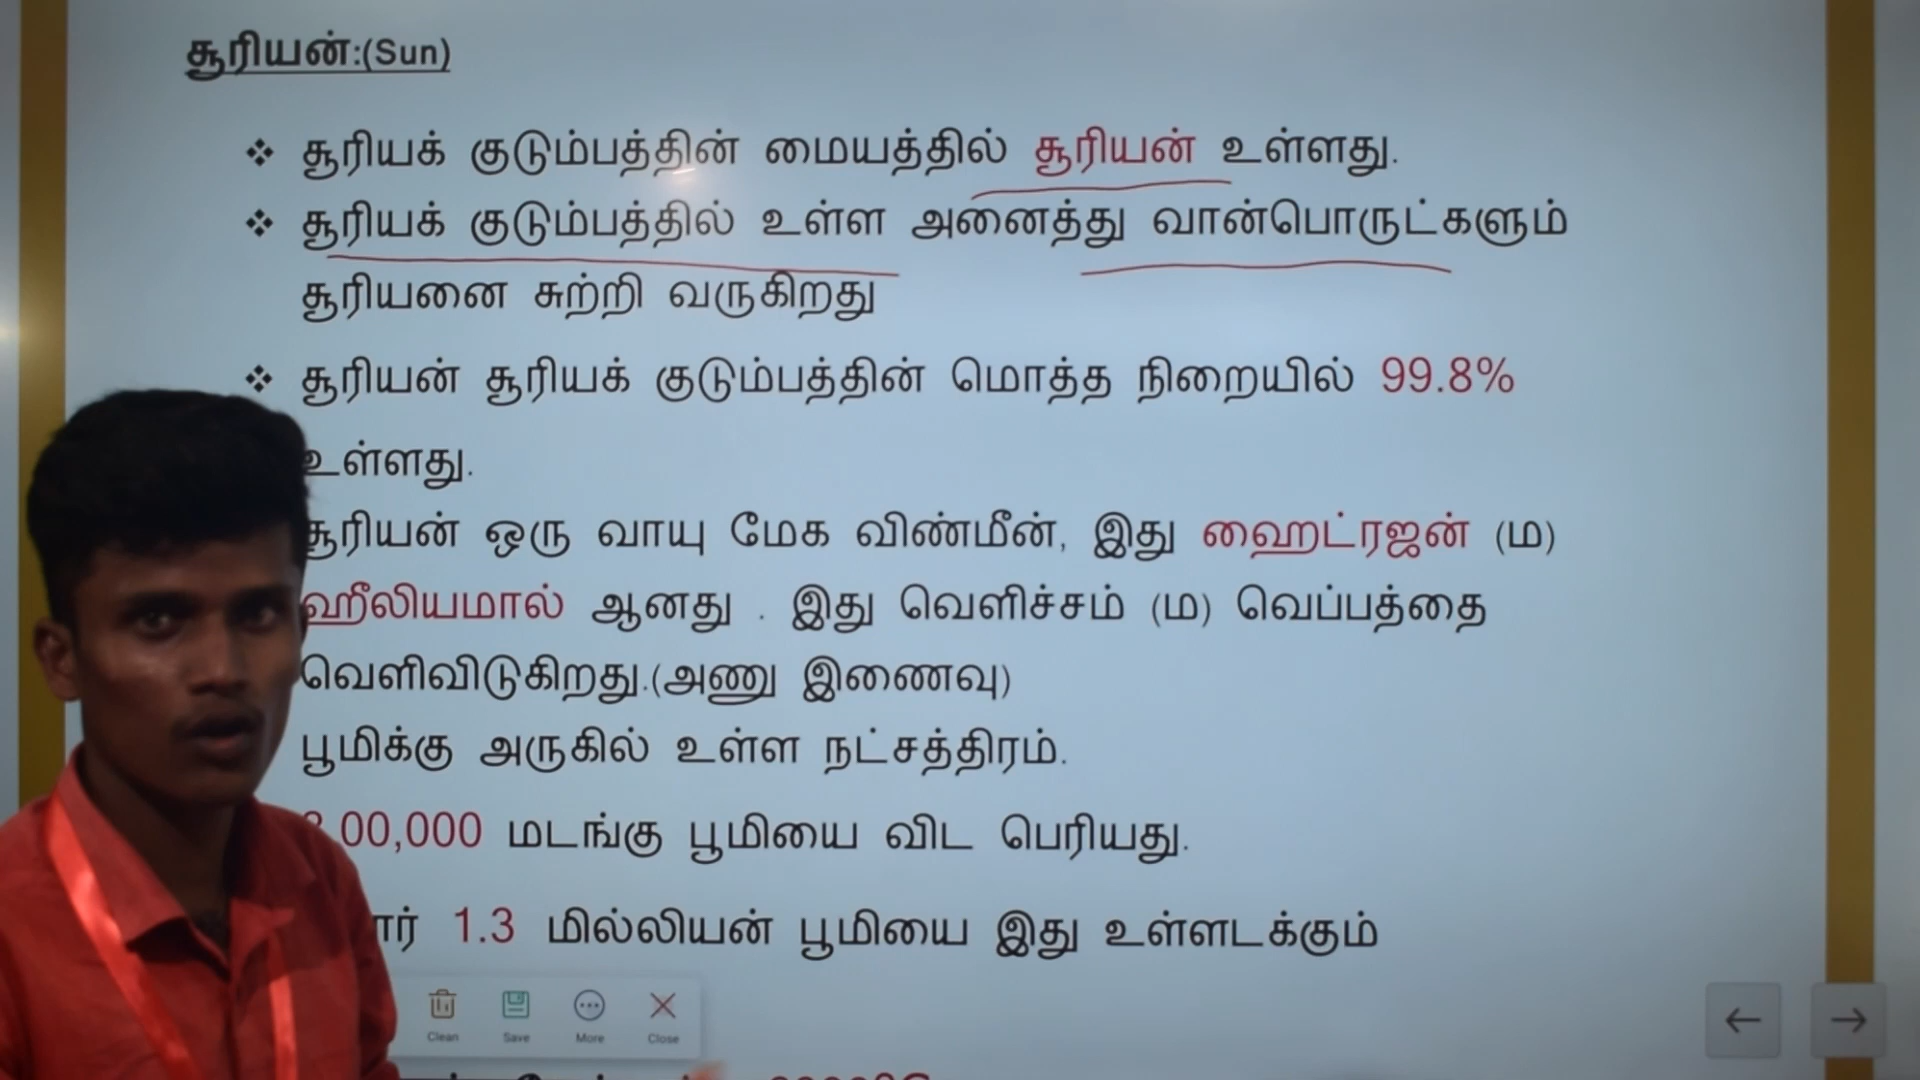 சூரியன்:(Sun)
❖ சூரியக் குடும்பத்தின் மையத்தில் சூரியன் உள்ளது.
❖ சூரியக் குடும்பத்தில் உள்ள அனைத்து வான்பொருட்களும்
சூரியனை சுற்றி வருகிறது
❖ சூரியன் சூரியக் குடும்பத்தின் மொத்த நிறையில் 99.8%
உள்ளது.
சூரியன் ஒரு வாயு மேக விண்மீன், இது ஹைட்ரஜன் (ம)
ஹீலியமால் ஆனது . இது வெளிச்சம் (ம) வெப்பத்தை
வெளிவிடுகிறது.(அணு இணைவு)
பூமிக்கு அருகில் உள்ள நட்சத்திரம்.
மடங்கு பூமியை விட பெரியது.
1.3 மில்லியன் பூமியை இது உள்ளடக்கும்
Clean Save More Close